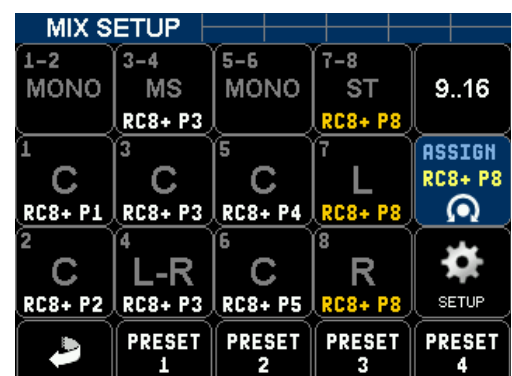 MIX SETUP
1-2
MONO
3-4
MS
RC8+ P3
5-6
MONO
7-8
ST
RC8+ P8
9..16
1
C
RC8+ P1
3
C
RC8+ P3
5
C
RC8+ P4
7
L
RC8+ P8
ASSIGN
RC8+ P8
2
C
RC8+ P2
4
L-R
RC8+ P3
6
C
RC8+ P5
8
R
RC8+ P8
SETUP
PRESET
1
PRESET
2
PRESET
3
PRESET
4